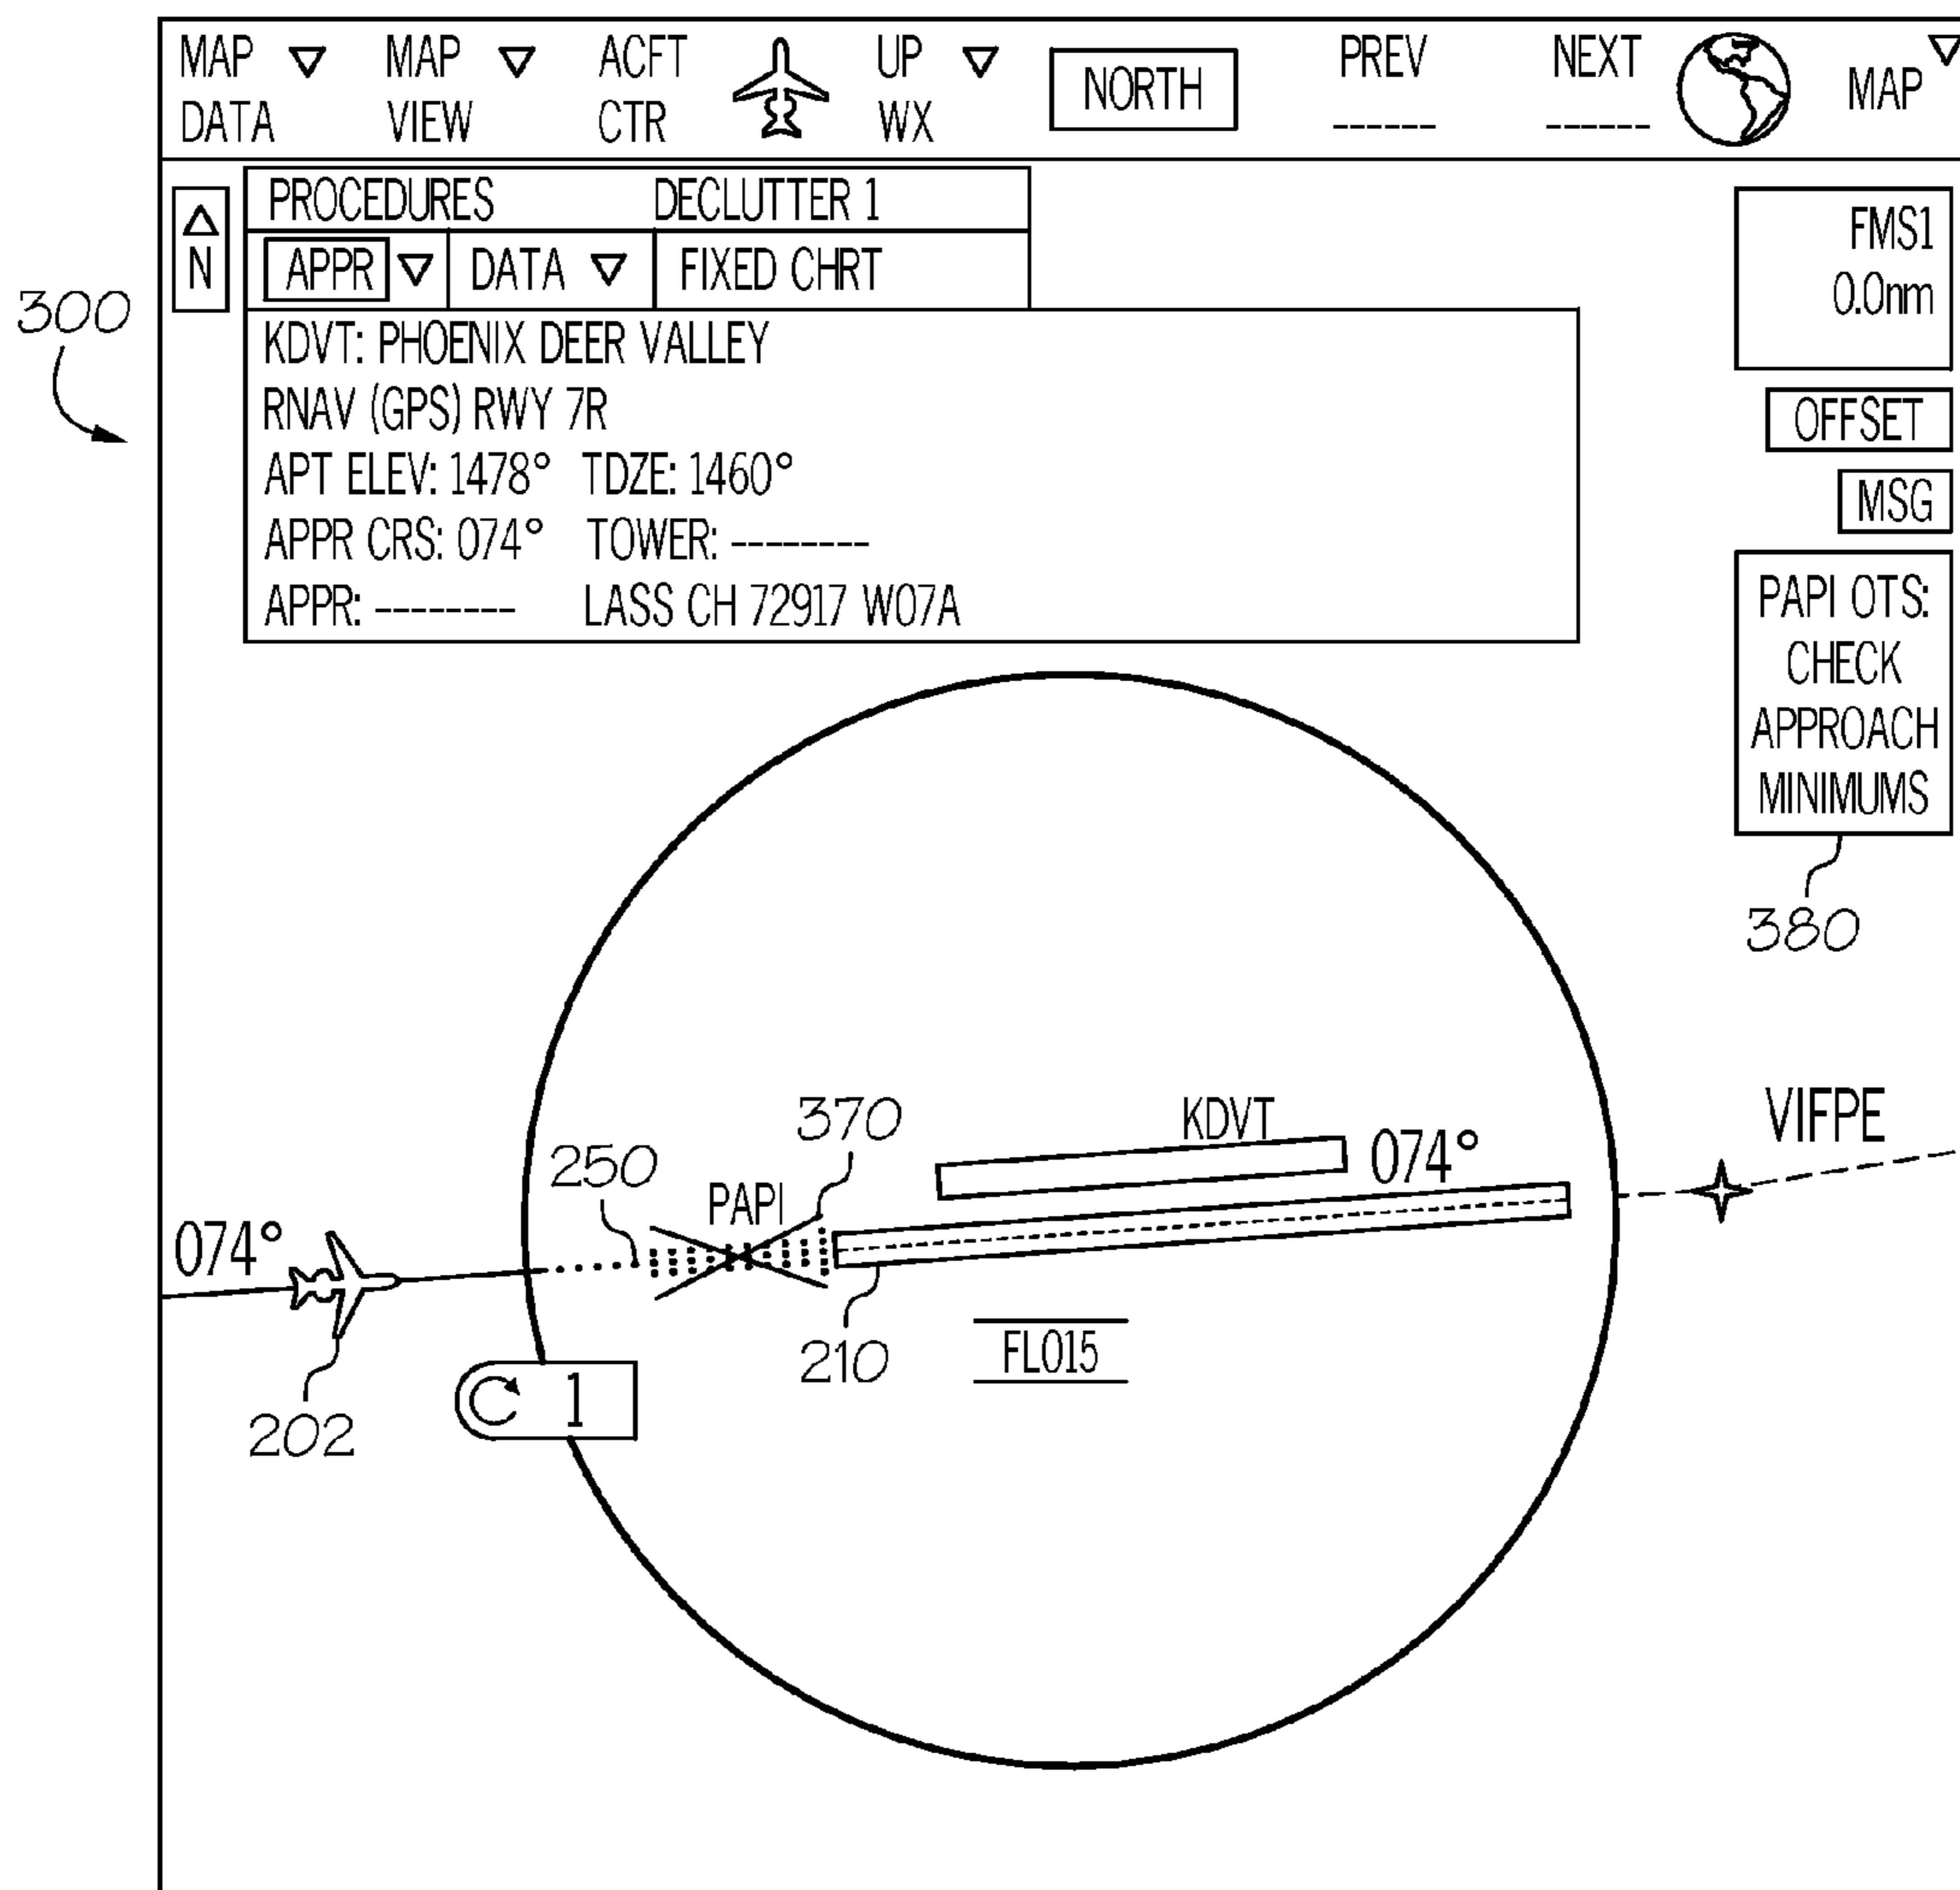 MAP MAP ACFT UP NORTH PREV NEXT MAP
DATA VIEW CTR WX ------ ------
N
PROCEDURES DECLUTTER 1
APPR DATA FIXED CHRT
KDVT: PHOENIX DEER VALLEY
RNAV (GPS) RWY 7R
APT ELEV: 1478° TDZE: 1460°
APPR CRS: 074° TOWER: --------
APPR: -------- LASS CH 72917 W07A
FMS1
0.0nm
OFFSET
MSG
PAPI OTS:
CHECK
APPROACH
MINIMUMS
300
380
370
KDVT
VIFPE
250
074°
PAPI
074°
210
FL015
202
1